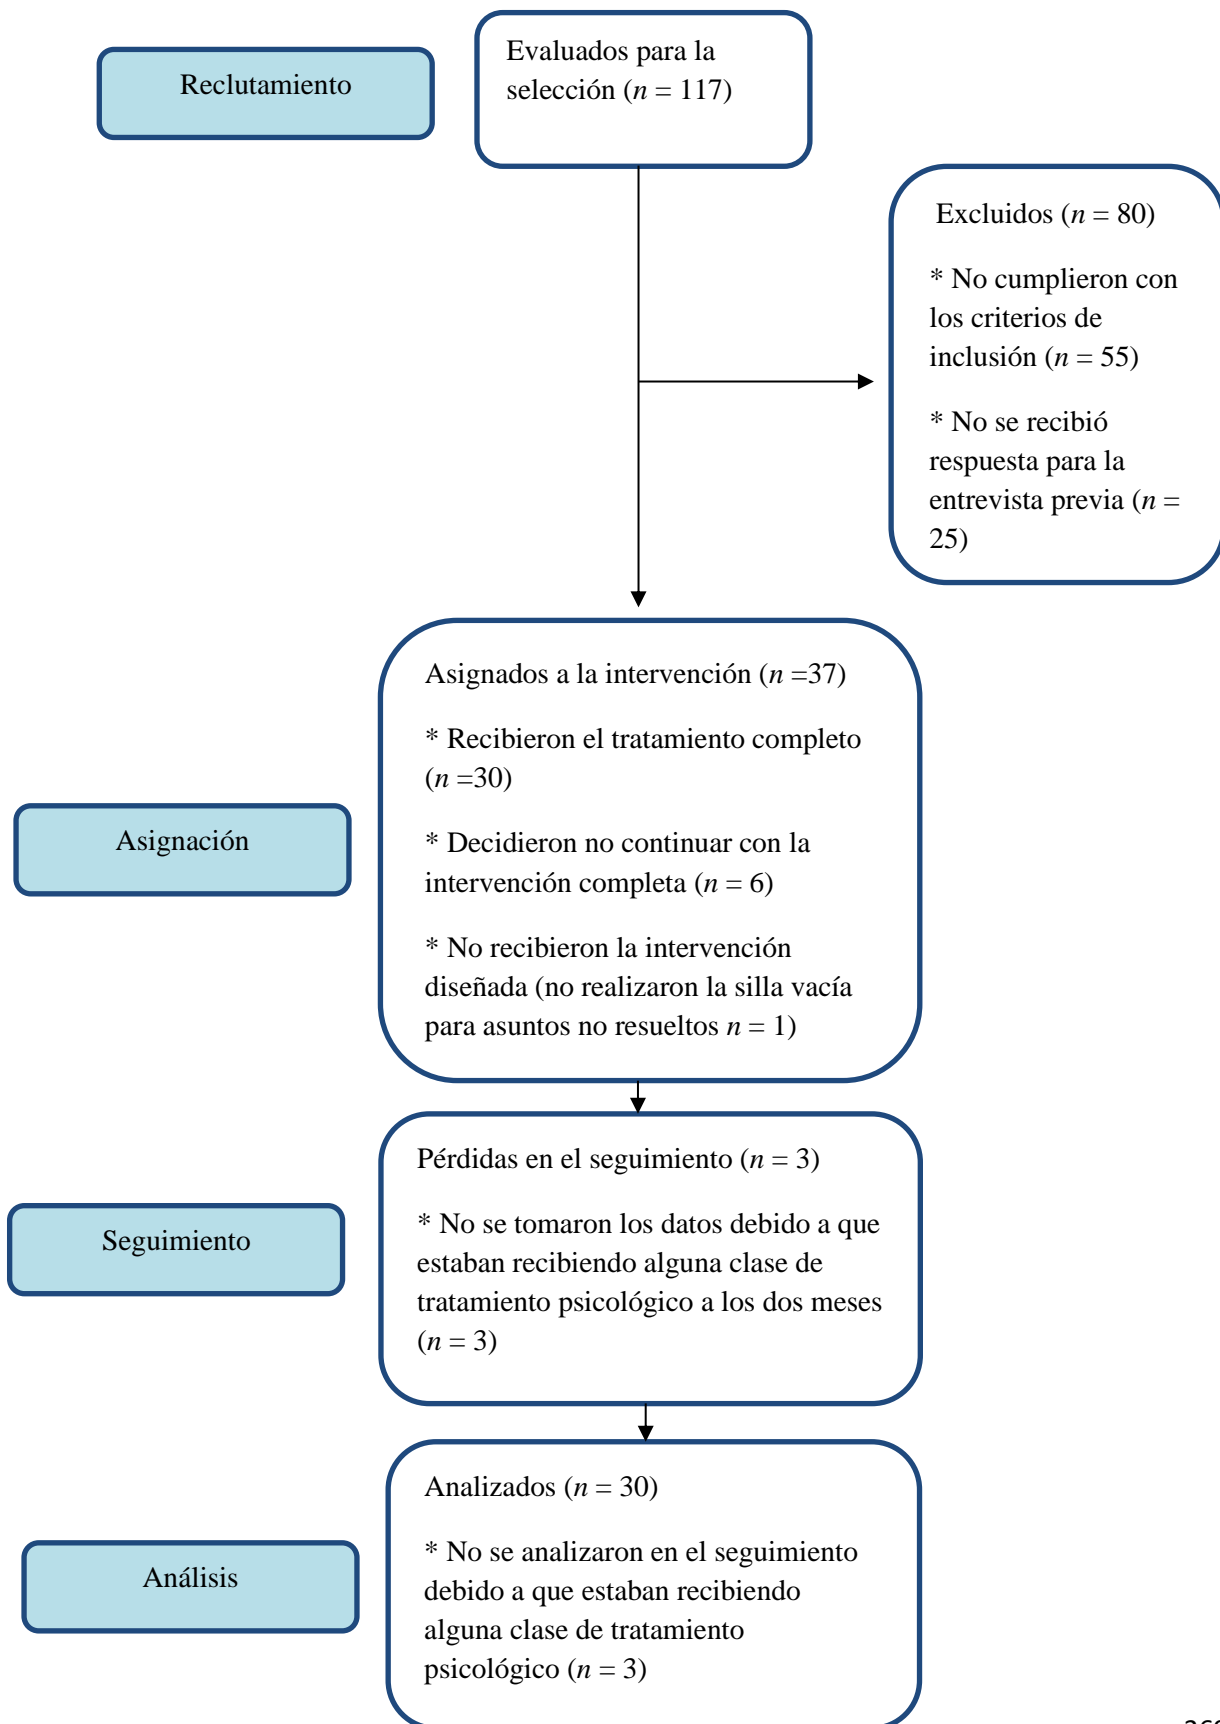 Reclutamiento
Evaluados para la
selección (n = 117)
Excluidos (n = 80)
* No cumplieron con
los criterios de
inclusión (n = 55)
* No se recibió
respuesta para la
entrevista previa (n =
25)
Asignados a la intervención (n =37)
* Recibieron el tratamiento completo
(n =30)
* Decidieron no continuar con la
intervención completa (n = 6)
* No recibieron la intervención
diseñada (no realizaron la silla vacía
para asuntos no resueltos n = 1)
Asignación
Pérdidas en el seguimiento (n = 3)
* No se tomaron los datos debido a que
estaban recibiendo alguna clase de
tratamiento psicológico a los dos meses
(n = 3)
Seguimiento
Analizados (n = 30)
* No se analizaron en el seguimiento
debido a que estaban recibiendo
alguna clase de tratamiento
psicológico (n = 3)
Análisis